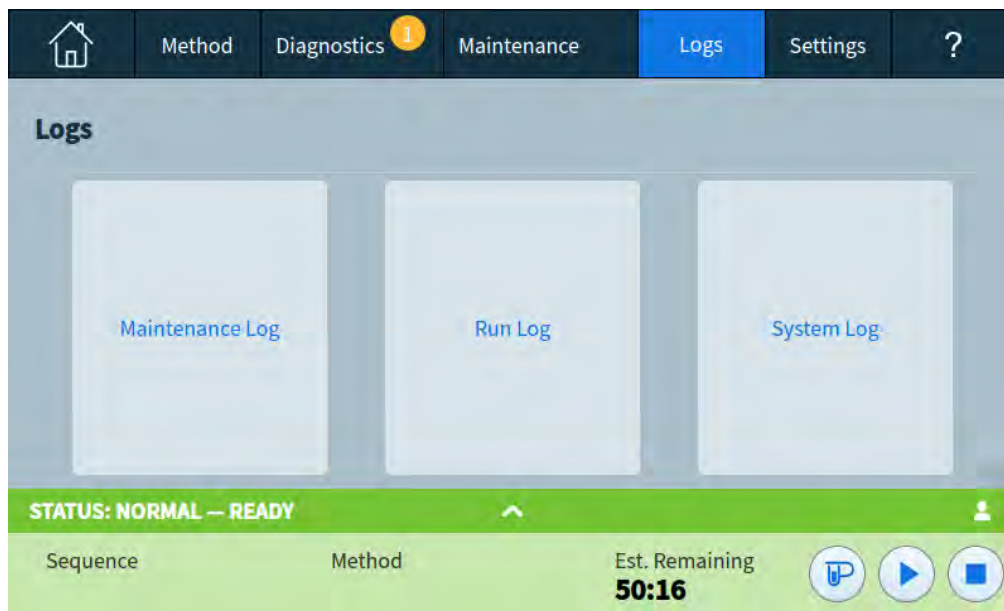 Method Diagnostics 1 Maintenance Logs Settings ?
Logs
Maintenance Log Run Log System Log
STATUS: NORMAL — READY
Sequence Method Est. Remaining
50:16